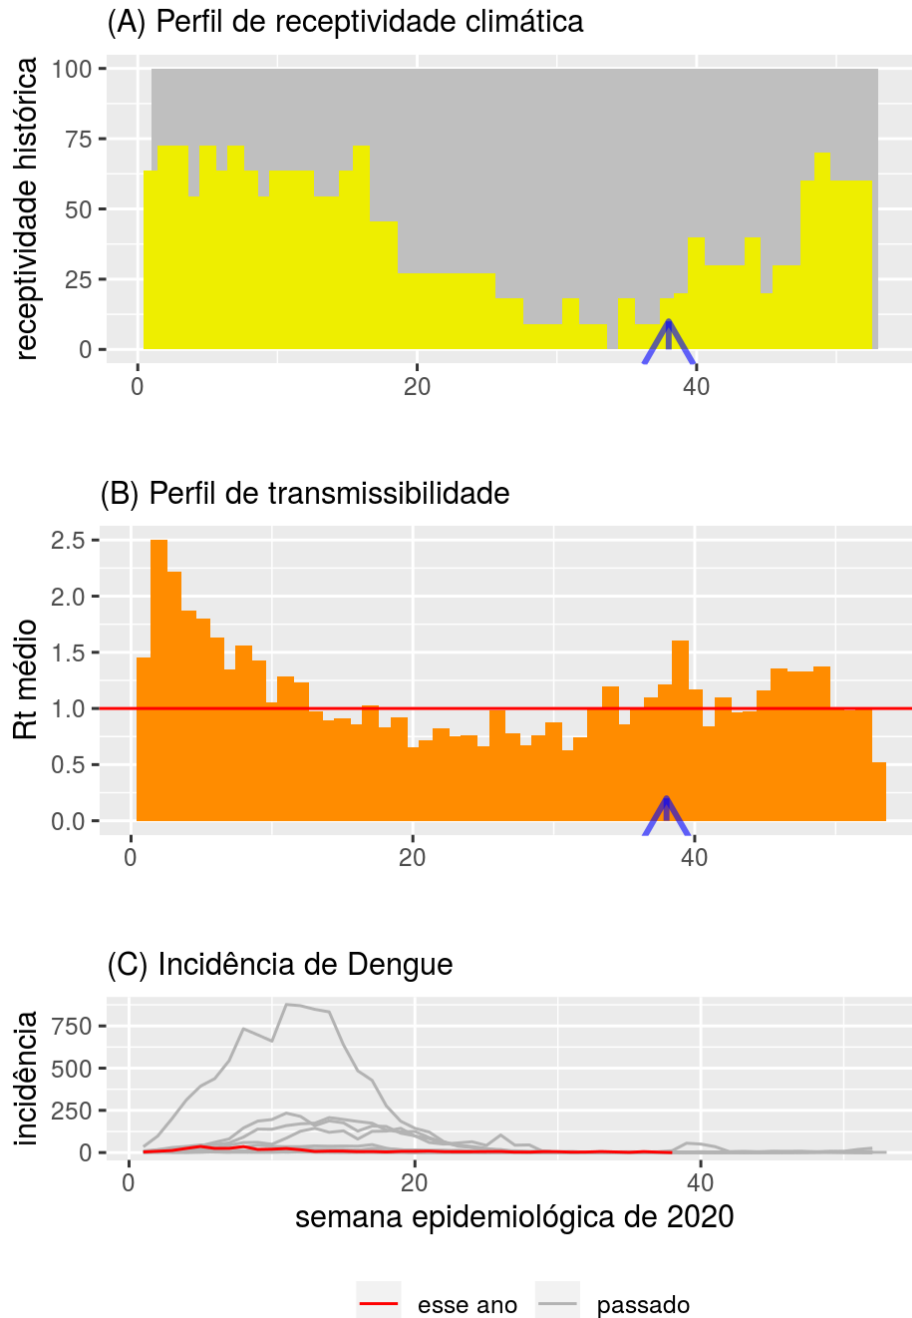 (A) Perfil de receptividade climática
receptividade histórica
100
75
50
25
0
0 20 40
(B) Perfil de transmissibilidade
Rt médio
2.5
2.0
1.5
1.0
0.5
0.0
0 20 40
(C) Incidência de Dengue
incidência
750
500
250
0
0 20 40
semana epidemiológica de 2020
esse ano passado